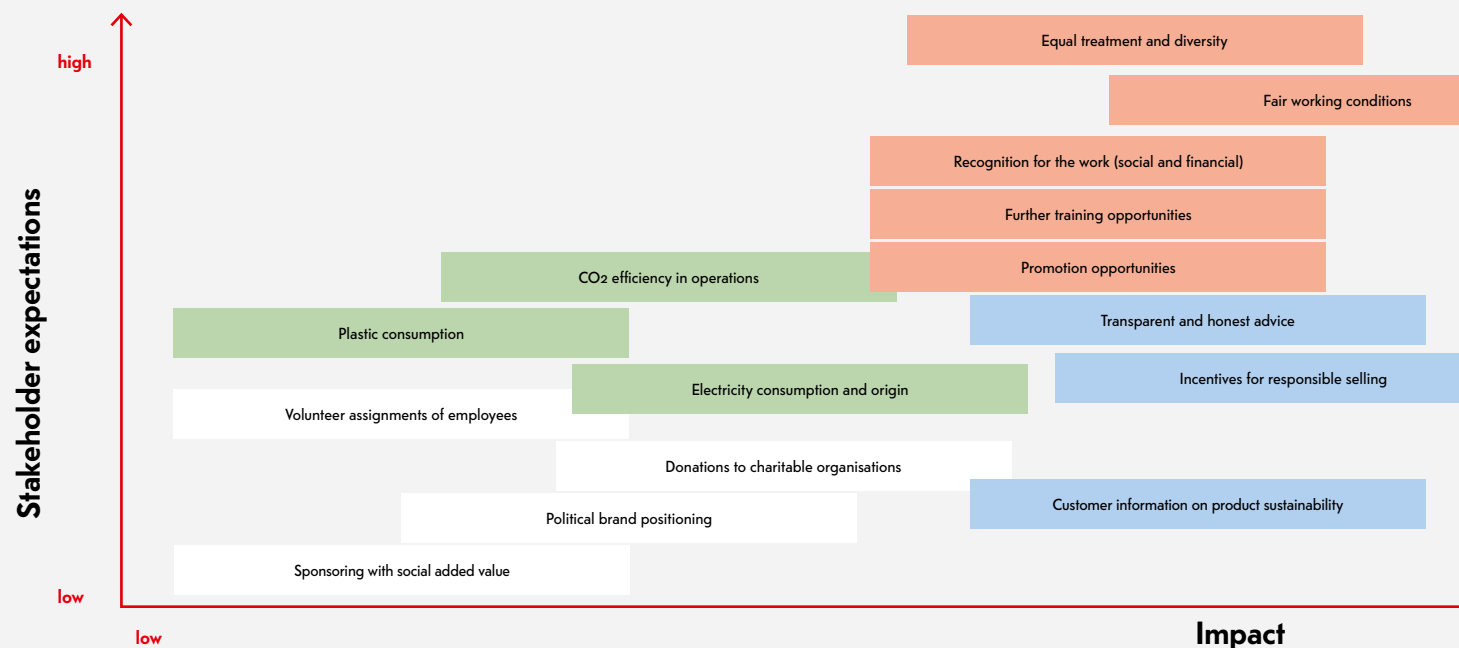 Equal treatment and diversity
high
Fair working conditions
Recognition for the work (social and financial)
Further training opportunities
Promotion opportunities
CO2 efficiency in operations
Transparent and honest advice
Plastic consumption
Incentives for responsible selling
Electricity consumption and origin
Volunteer assignments of employees
Stakeholder expectations
Donations to charitable organisations
Customer information on product sustainability
Political brand positioning
Sponsoring with social added value
low
low
Impact